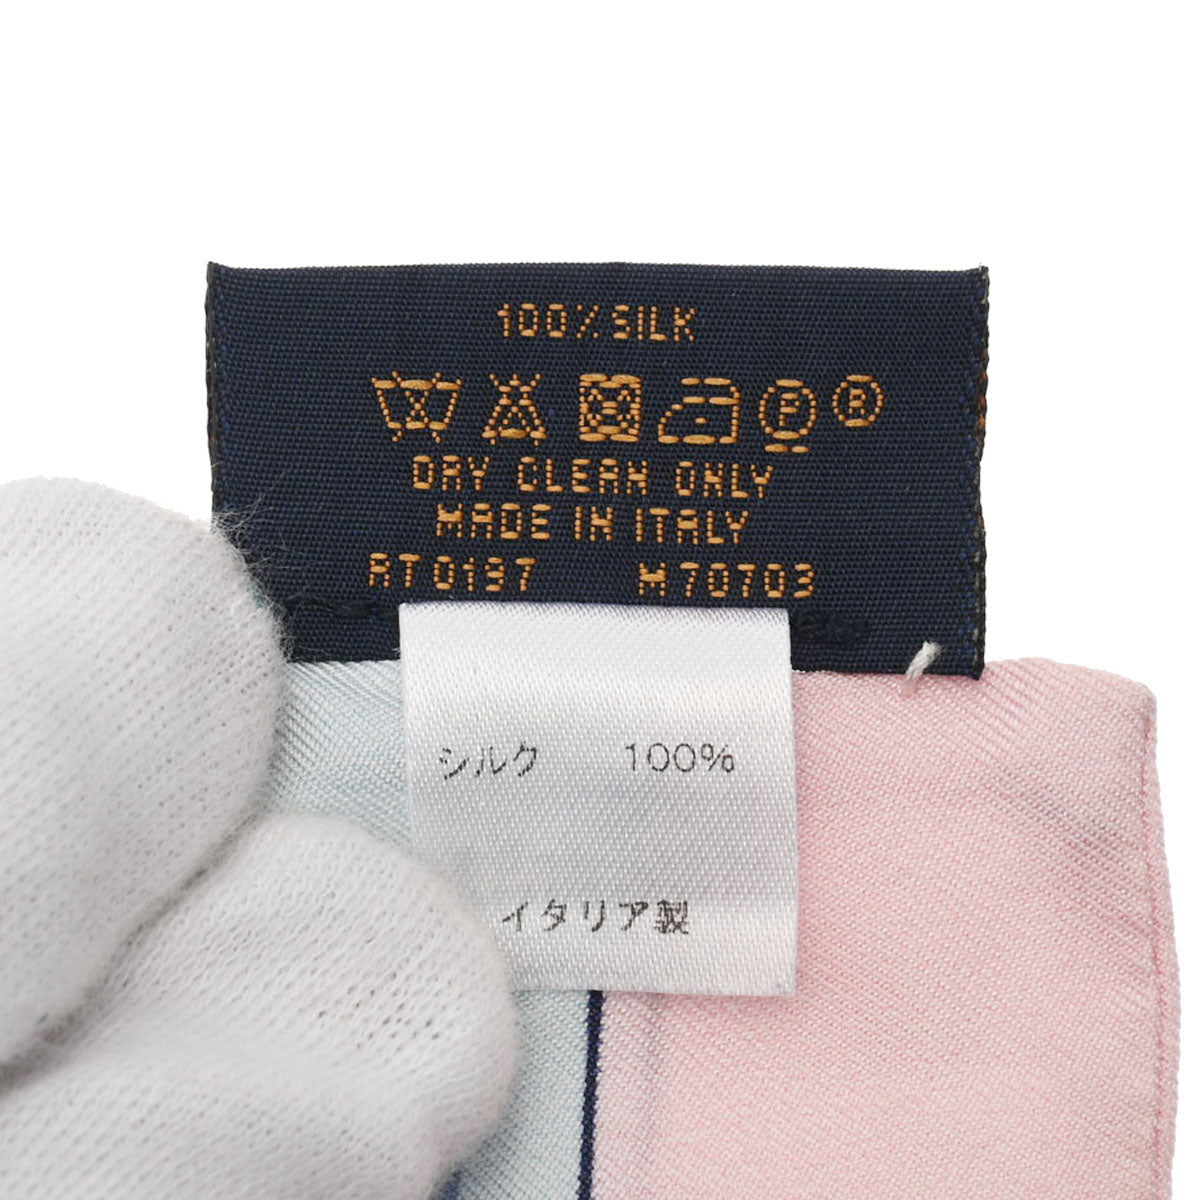 100% SILK
P R
DRY CLEAN ONLY
MADE IN ITALY
RT0197 M70703
シルク 100%
イタリア製